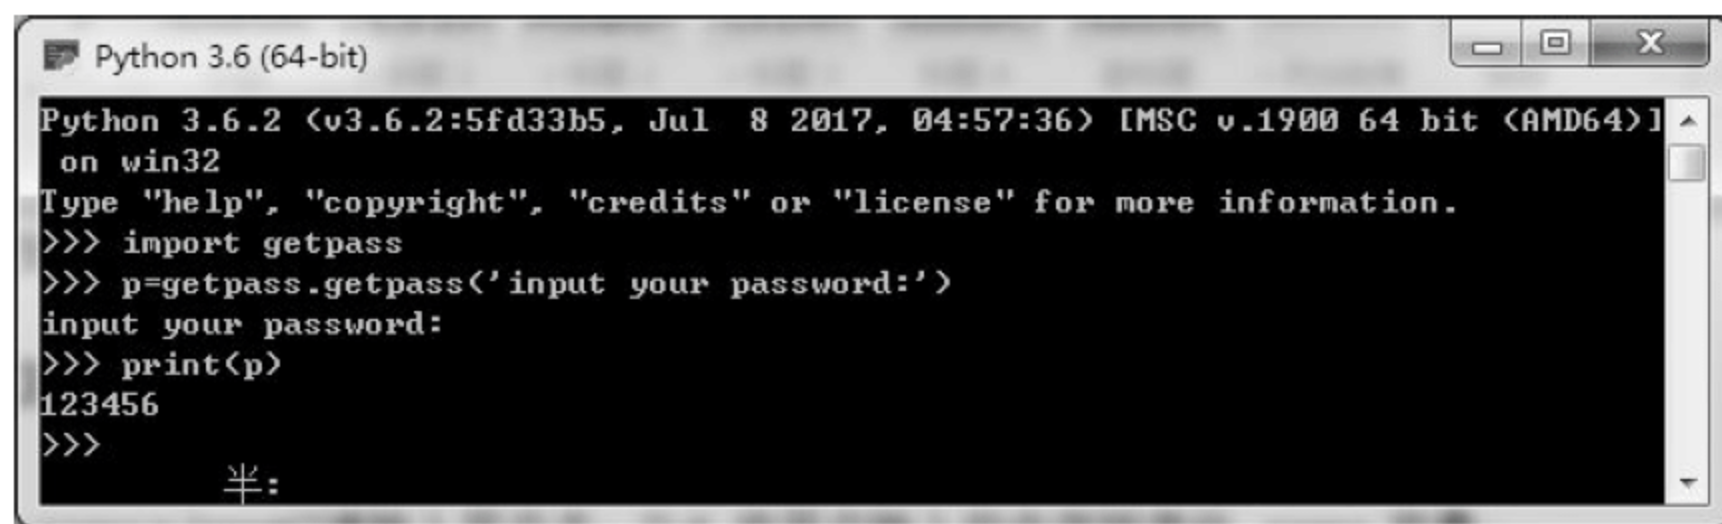 Python 3.6 (64-bit)
Python 3.6.2 (v3.6.2:5fd33b5, Jul  8 2017, 04:57:36) [MSC v.1900 64 bit (AMD64)]
 on win32
Type "help", "copyright", "credits" or "license" for more information.
>>> import getpass
>>> p=getpass.getpass('input your password:')
input your password:
>>> print(p)
123456
>>>
半: